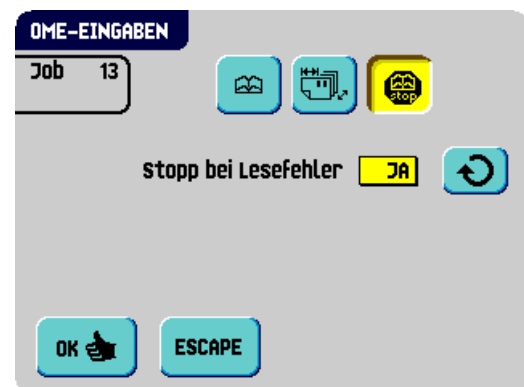 OME-EINGABEN
Job 13
stop
Stopp bei Lesefehler JA
OK ESCAPE